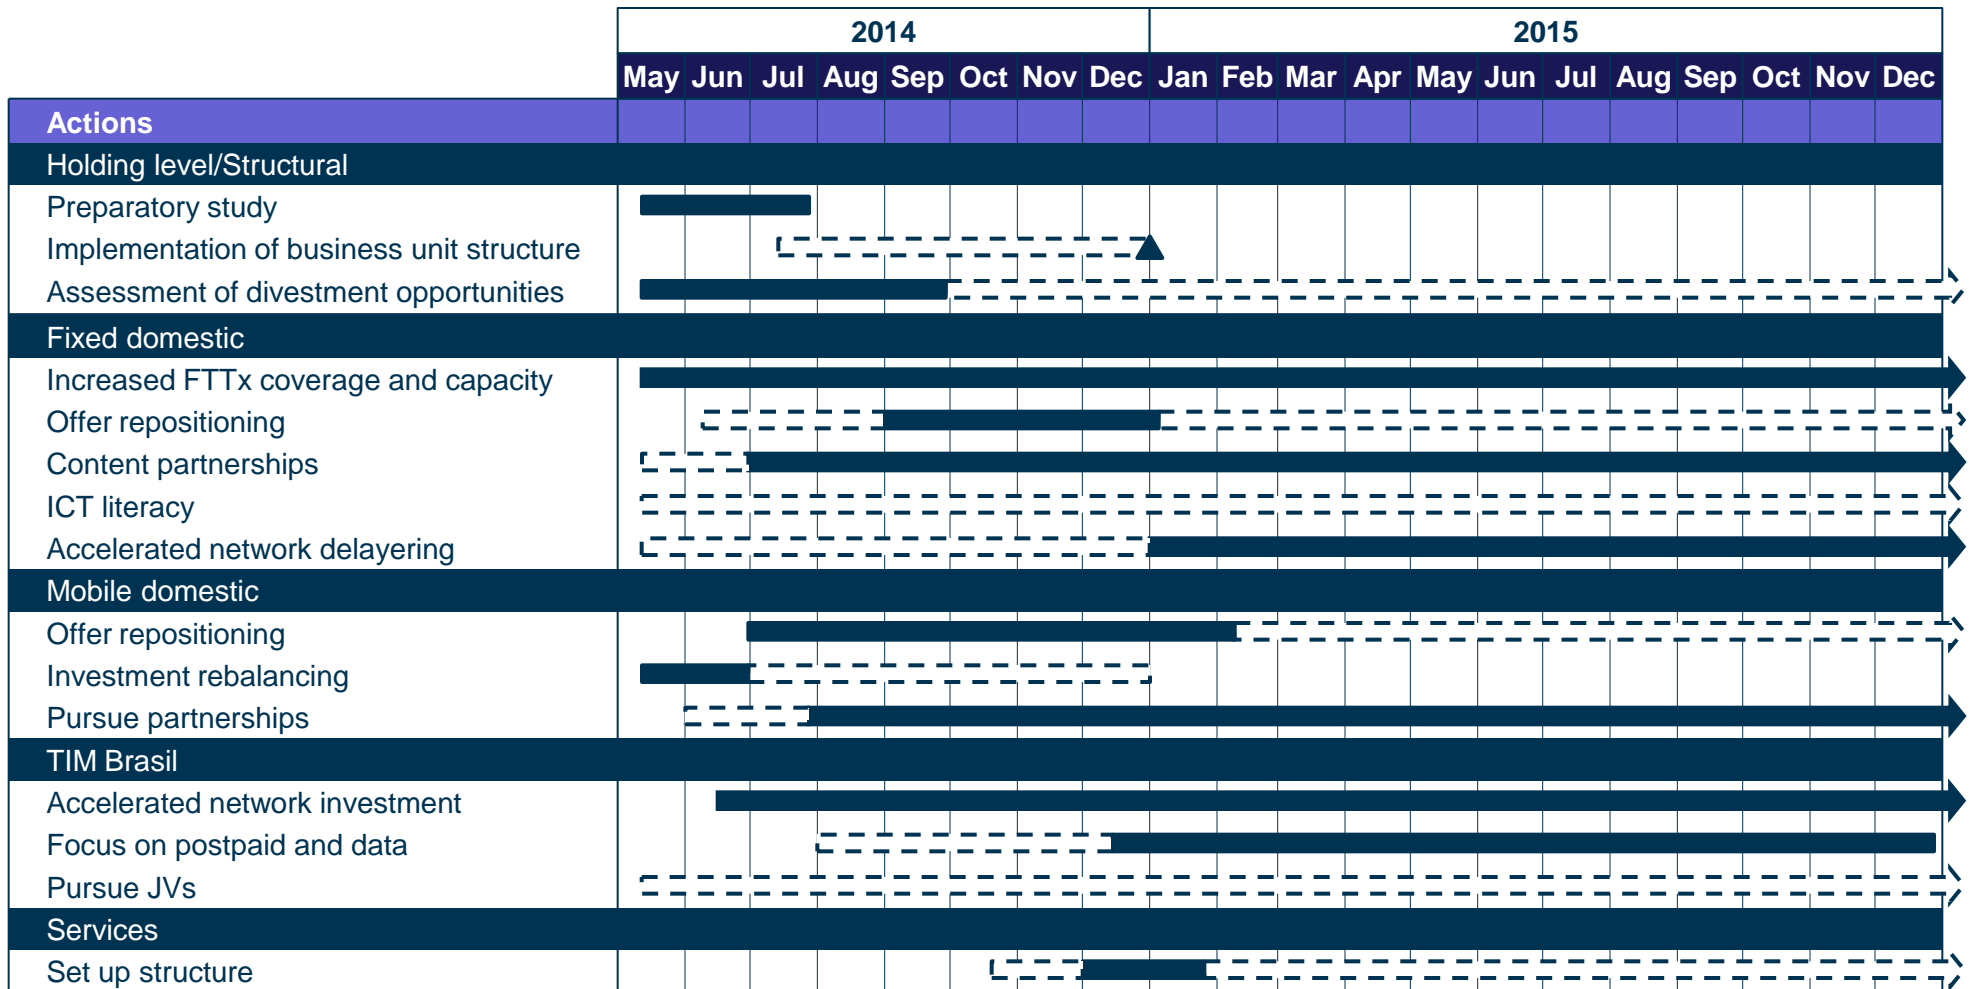 2014 2015
May Jun Jul Aug Sep Oct Nov Dec Jan Feb Mar Apr May Jun Jul Aug Sep Oct Nov Dec
Actions
Holding level/Structural
Preparatory study
Implementation of business unit structure
Assessment of divestment opportunities
Fixed domestic
Increased FTTx coverage and capacity
Offer repositioning
Content partnerships
ICT literacy
Accelerated network delayering
Mobile domestic
Offer repositioning
Investment rebalancing
Pursue partnerships
TIM Brasil
Accelerated network investment
Focus on postpaid and data
Pursue JVs
Services
Set up structure